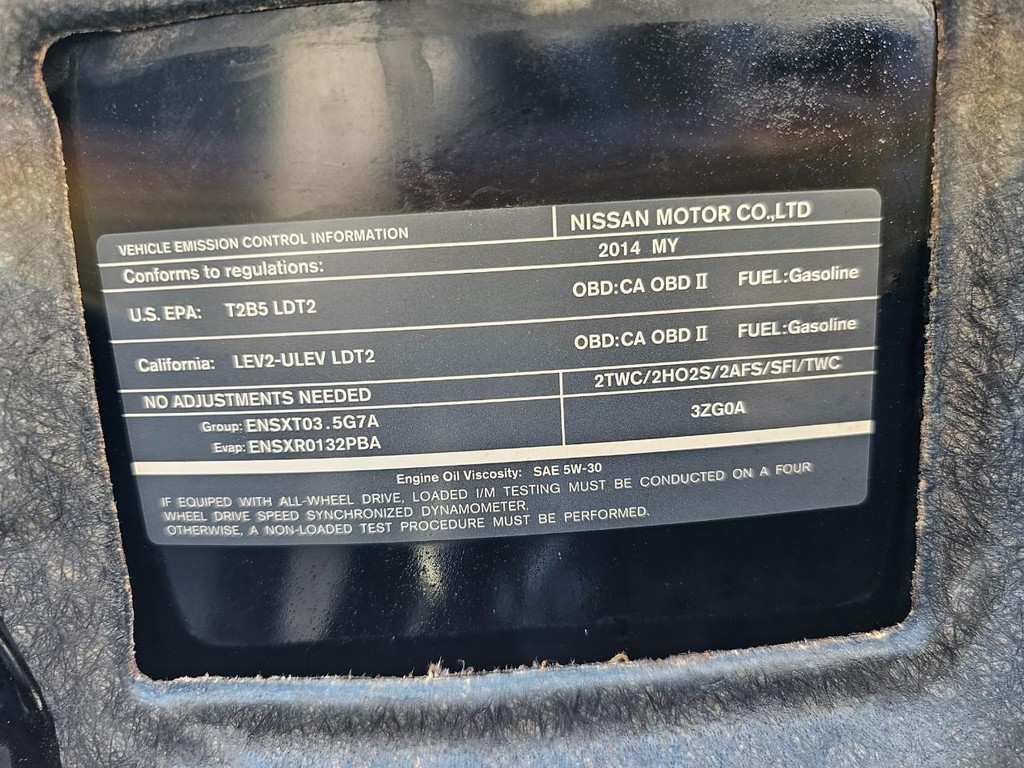 VEHICLE EMISSION CONTROL INFORMATION NISSAN MOTOR CO.,LTD
Conforms to regulations: 2014 MY
U.S. EPA: T2B5 LDT2 OBD:CA OBD II FUEL:Gasoline
California: LEV2-ULEV LDT2 OBD:CA OBD II FUEL:Gasoline
NO ADJUSTMENTS NEEDED 2TWC/2HO2S/2AFS/SFI/TWC
Group: ENSXT03.5G7A 3ZG0A
Evap: ENSXR0132PBA
Engine Oil Viscosity: SAE 5W-30
IF EQUIPED WITH ALL-WHEEL DRIVE, LOADED I/M TESTING MUST BE CONDUCTED ON A FOUR
WHEEL DRIVE SPEED SYNCHRONIZED DYNAMOMETER.
OTHERWISE, A NON-LOADED TEST PROCEDURE MUST BE PERFORMED.